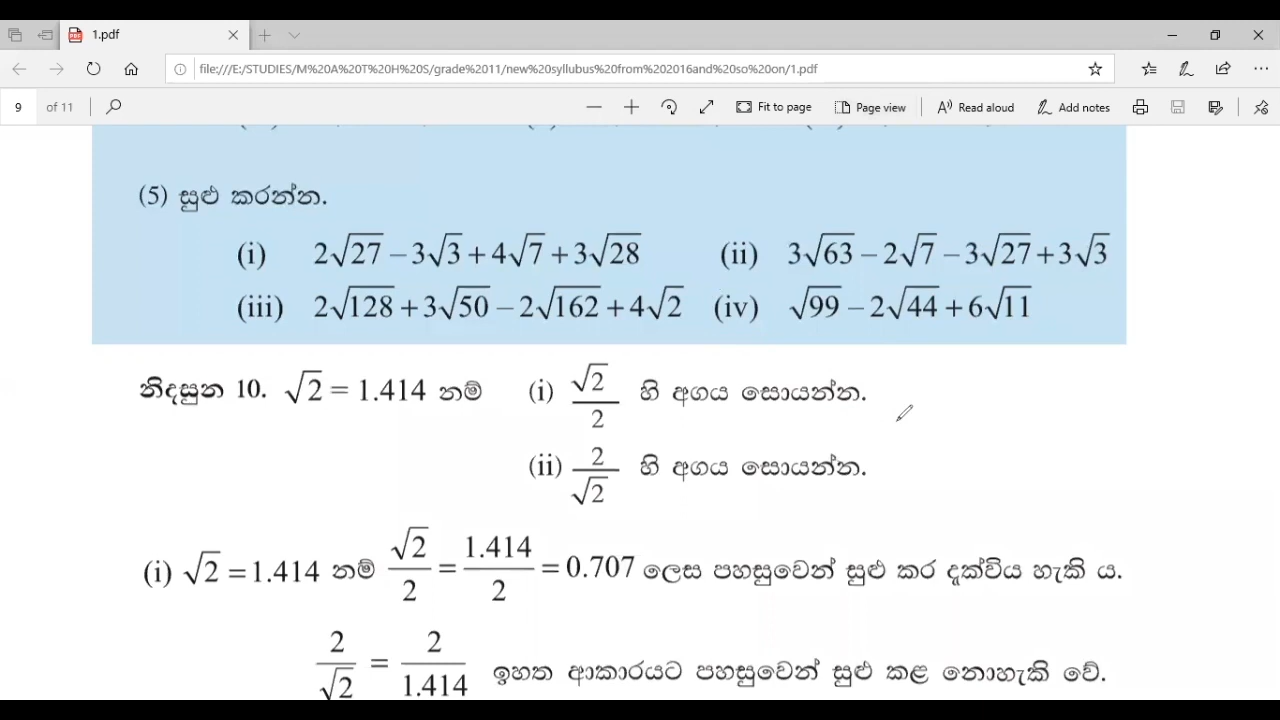 1.pdf
file:///E:/STUDIES/M%20A%20T%20H%20S/grade%2011/new%20syllubus%20from%202016and%20so%20on/1.pdf
9 of 11 Fit to page Page view Read aloud Add notes
(5) සුළු කරන්න.
(i) 2√27 – 3√3 + 4√7 + 3√28 (ii) 3√63 – 2√7 – 3√27 + 3√3
(iii) 2√128 + 3√50 – 2√162 + 4√2 (iv) √99 – 2√44 + 6√11
නිදසුන 10. √2 = 1.414 නම් (i) √2/2 හි අගය සොයන්න.
(ii) 2/√2 හි අගය සොයන්න.
(i) √2 = 1.414 නම් √2/2 = 1.414/2 = 0.707 ලෙස පහසුවෙන් සුළු කර දැක්විය හැකි ය.
2/√2 = 2/1.414 ඉහත ආකාරයට පහසුවෙන් සුළු කළ නොහැකි වේ.